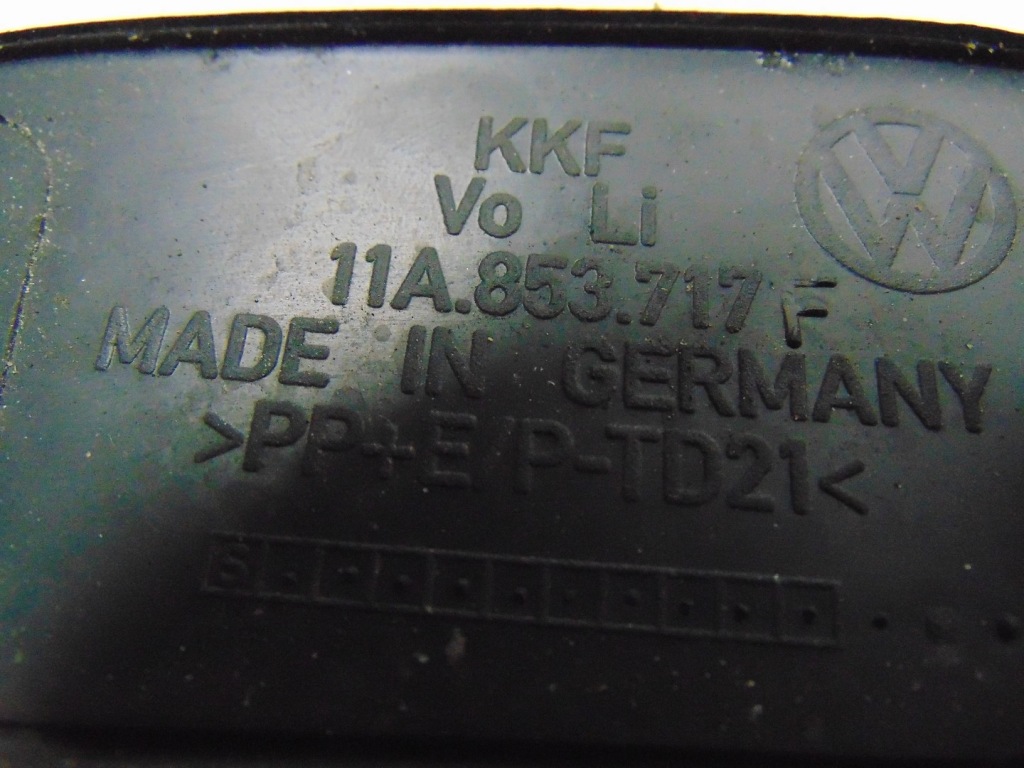 KKF
Vo Li
11A.853.717 F
MADE IN GERMANY
>PP+E/P-TD21<